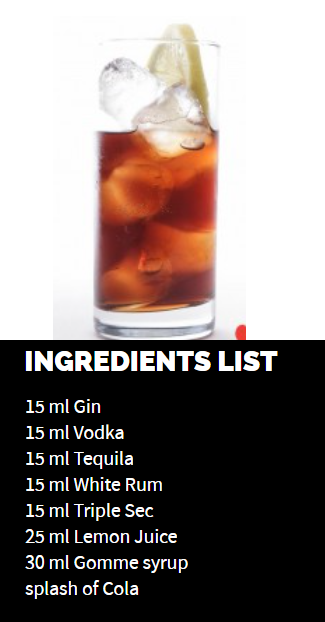 INGREDIENTS LIST
15 ml Gin
15 ml Vodka
15 ml Tequila
15 ml White Rum
15 ml Triple Sec
25 ml Lemon Juice
30 ml Gomme syrup
splash of Cola